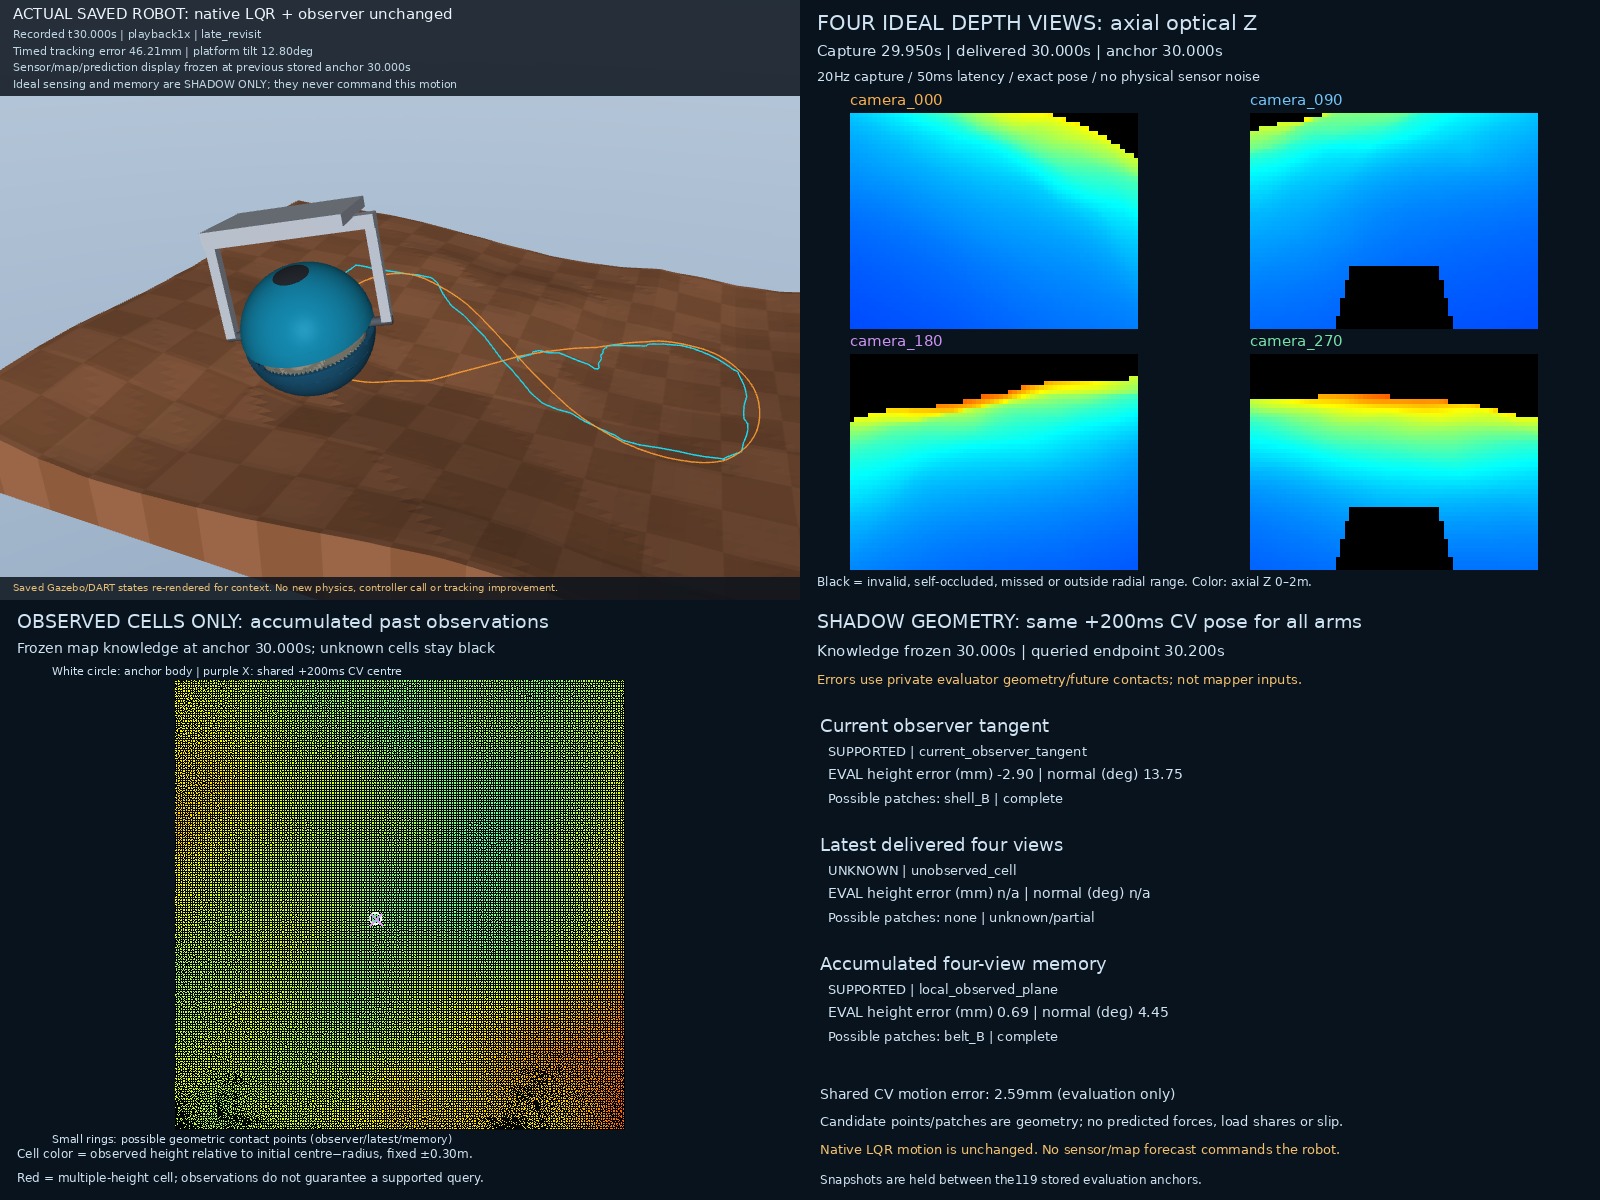 ACTUAL SAVED ROBOT: native LQR + observer unchanged
Recorded t30.000s | playback1x | late_revisit
Timed tracking error 46.21mm | platform tilt 12.80deg
Sensor/map/prediction display frozen at previous stored anchor 30.000s
Ideal sensing and memory are SHADOW ONLY; they never command this motion
Saved Gazebo/DART states re-rendered for context. No new physics, controller call or tracking improvement.
FOUR IDEAL DEPTH VIEWS: axial optical Z
Capture 29.950s | delivered 30.000s | anchor 30.000s
20Hz capture / 50ms latency / exact pose / no physical sensor noise
camera_000
camera_090
camera_180
camera_270
Black = invalid, self-occluded, missed or outside radial range. Color: axial Z 0–2m.
OBSERVED CELLS ONLY: accumulated past observations
Frozen map knowledge at anchor 30.000s; unknown cells stay black
White circle: anchor body | purple X: shared +200ms CV centre
Small rings: possible geometric contact points (observer/latest/memory)
Cell color = observed height relative to initial centre−radius, fixed ±0.30m.
Red = multiple-height cell; observations do not guarantee a supported query.
SHADOW GEOMETRY: same +200ms CV pose for all arms
Knowledge frozen 30.000s | queried endpoint 30.200s
Errors use private evaluator geometry/future contacts; not mapper inputs.
Current observer tangent
SUPPORTED | current_observer_tangent
EVAL height error (mm) -2.90 | normal (deg) 13.75
Possible patches: shell_B | complete
Latest delivered four views
UNKNOWN | unobserved_cell
EVAL height error (mm) n/a | normal (deg) n/a
Possible patches: none | unknown/partial
Accumulated four-view memory
SUPPORTED | local_observed_plane
EVAL height error (mm) 0.69 | normal (deg) 4.45
Possible patches: belt_B | complete
Shared CV motion error: 2.59mm (evaluation only)
Candidate points/patches are geometry; no predicted forces, load shares or slip.
Native LQR motion is unchanged. No sensor/map forecast commands the robot.
Snapshots are held between the119 stored evaluation anchors.